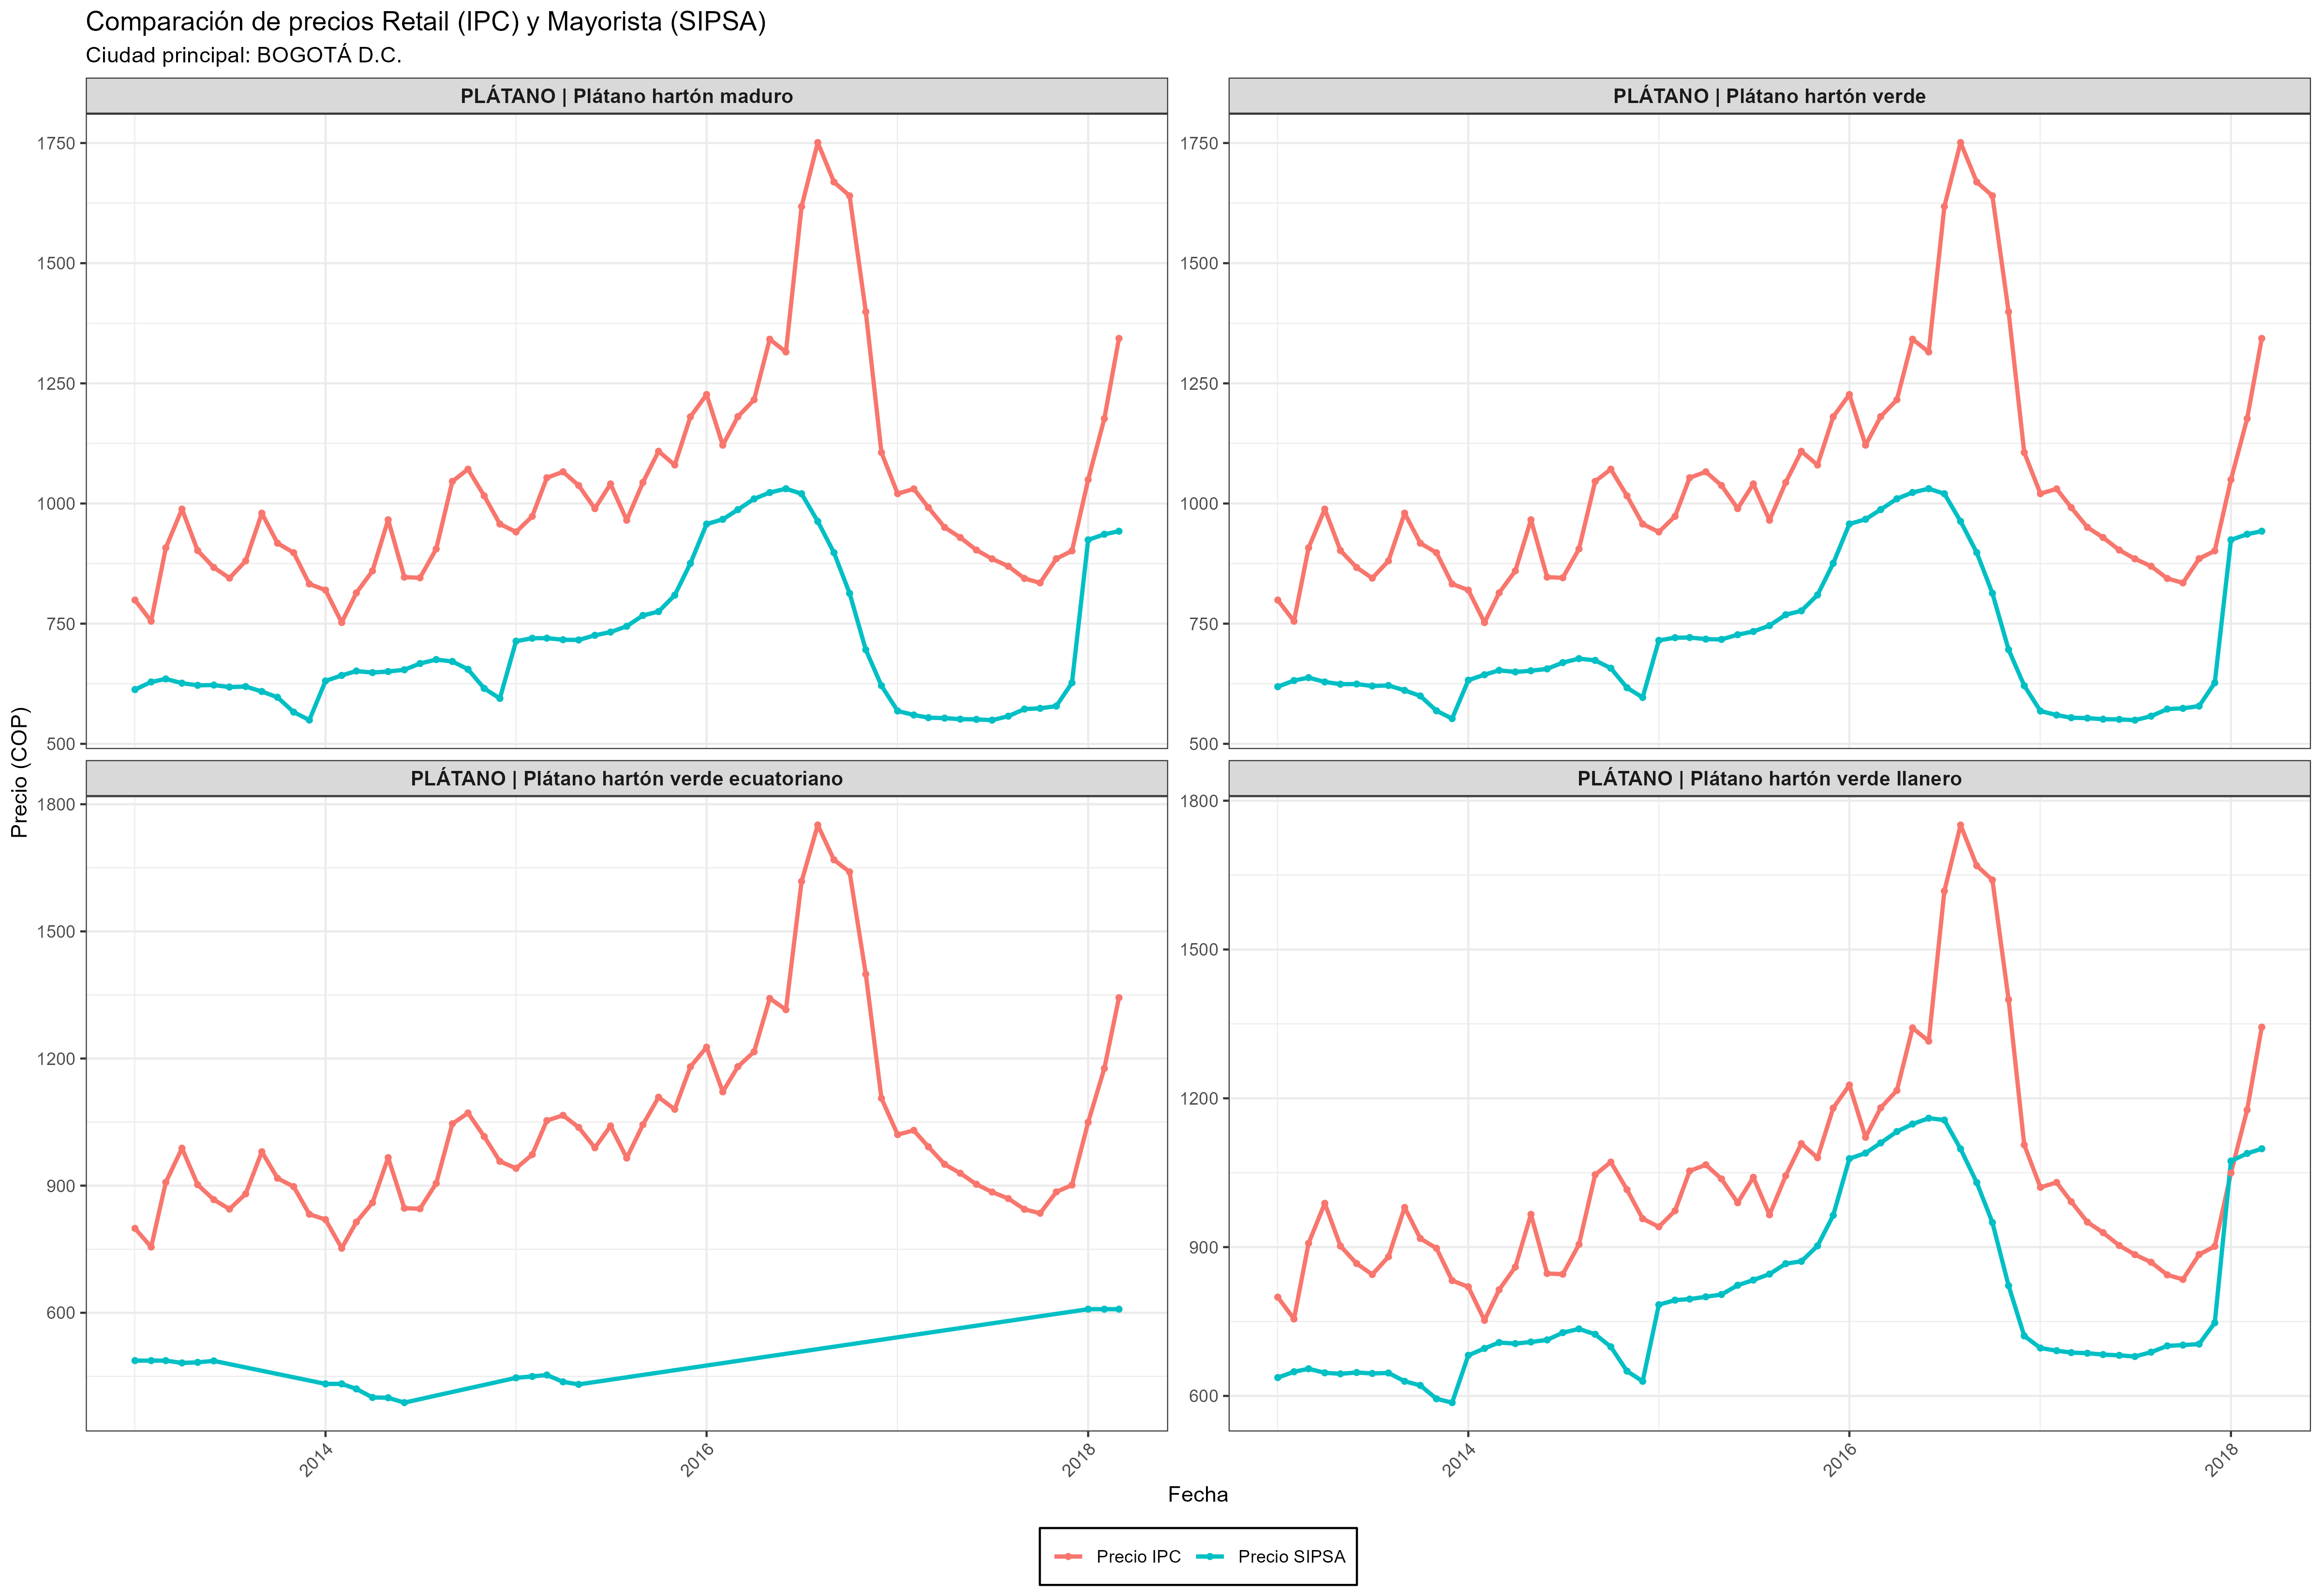 Comparación de precios Retail (IPC) y Mayorista (SIPSA)
Ciudad principal: BOGOTÁ D.C.
PLÁTANO | Plátano hartón maduro
PLÁTANO | Plátano hartón verde
1750
1500
1250
1000
750
500
1750
1500
1250
1000
750
500
PLÁTANO | Plátano hartón verde ecuatoriano
PLÁTANO | Plátano hartón verde llanero
1800
1500
1200
900
600
1800
1500
1200
900
600
Precio (COP)
2014
2016
2018
2014
2016
2018
Fecha
Precio IPC
Precio SIPSA